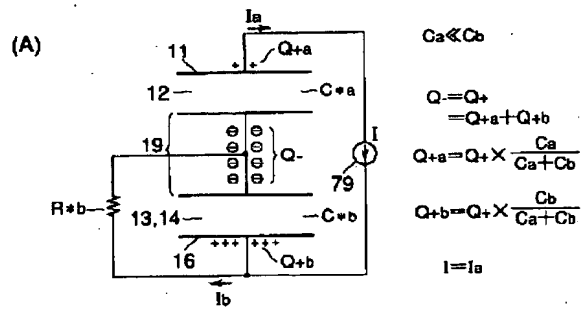 (A)
Ia
Q+a
+ +
11
12
C*a
19
⊖ ⊖
⊖ ⊖
⊖ ⊖
⊖ ⊖
Q-
I
79
R*b
13,14
C*b
16
+++ +++
Q+b
Ib
Ca≪Cb
Q-=Q+
=Q+a+Q+b
Q+a=Q+× Ca
Ca+Cb
Q+b=Q+× Cb
Ca+Cb
I=Ia